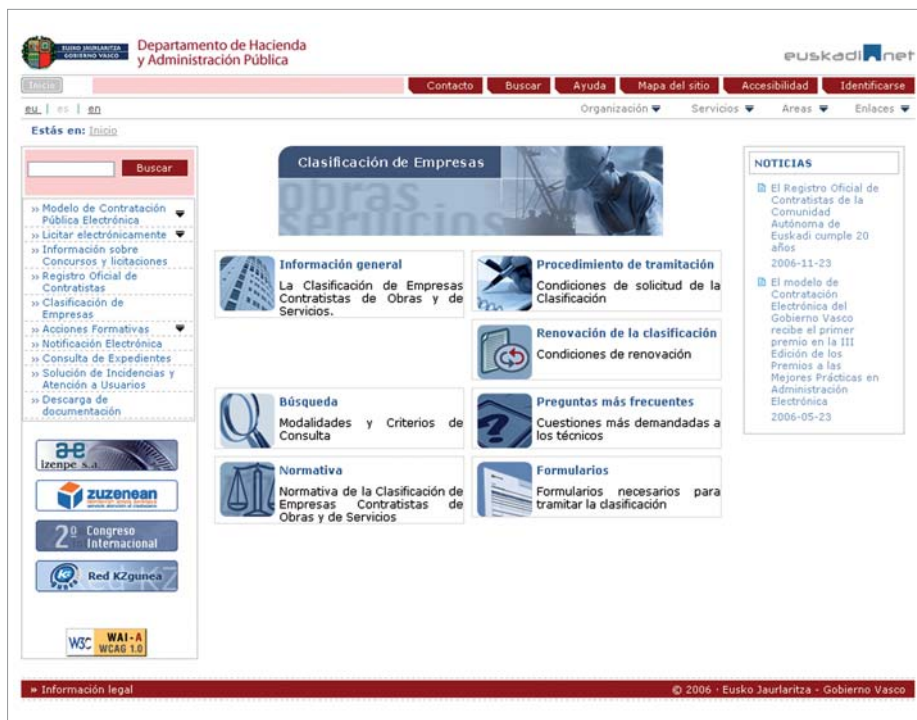 EUSKO JAURLARITZA
GOBIERNO VASCO
Departamento de Hacienda
y Administración Pública
euskadi net
Inicio
Contacto Buscar Ayuda Mapa del sitio Accesibilidad Identificarse
eu | es | en
Organización Servicios Areas Enlaces
Estás en: Inicio
Buscar
» Modelo de Contratación
Pública Electrónica
» Licitar electrónicamente
» Información sobre
Concursos y licitaciones
» Registro Oficial de
Contratistas
» Clasificación de
Empresas
» Acciones Formativas
» Notificación Electrónica
» Consulta de Expedientes
» Solución de Incidencias y
Atención a Usuarios
» Descarga de
documentación
izenpe s.a.
zuzenean
2º Congreso
Internacional
Red KZgunea
W3C WAI-A
WCAG 1.0
Clasificación de Empresas
obras
servicios
Información general
La Clasificación de Empresas
Contratistas de Obras y de
Servicios.
Procedimiento de tramitación
Condiciones de solicitud de la
Clasificación
Renovación de la clasificación
Condiciones de renovación
Búsqueda
Modalidades y Criterios de
Consulta
Preguntas más frecuentes
Cuestiones más demandadas a
los técnicos
Normativa
Normativa de la Clasificación de
Empresas Contratistas de
Obras y de Servicios
Formularios
Formularios necesarios para
tramitar la clasificación
NOTICIAS
El Registro Oficial de
Contratistas de la
Comunidad
Autónoma de
Euskadi cumple 20
años
2006-11-23
El modelo de
Contratación
Electrónica del
Gobierno Vasco
recibe el primer
premio en la III
Edición de los
Premios a las
Mejores Prácticas en
Administración
Electrónica
2006-05-23
» Información legal
© 2006 · Eusko Jaurlaritza - Gobierno Vasco